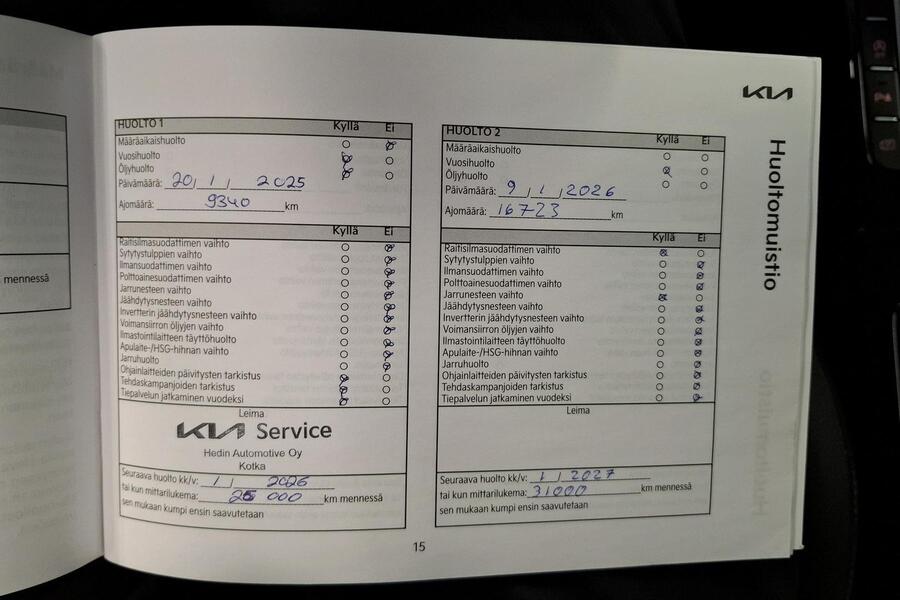 KIA
Huoltomuistio
mennessä
HUOLTO 1 Kyllä Ei
Määräaikaishuolto
Vuosihuolto
Öljyhuolto
Päivämäärä: 20 / 1 / 2025
Ajomäärä: 9340 km
Kyllä Ei
Raitisilmasuodattimen vaihto
Sytytystulppien vaihto
Ilmansuodattimen vaihto
Polttoainesuodattimen vaihto
Jarrunesteen vaihto
Jäähdytysnesteen vaihto
Invertterin jäähdytysnesteen vaihto
Voimansiirron öljyjen vaihto
Ilmastointilaitteen täyttöhuolto
Apulaite-/HSG-hihnan vaihto
Jarruhuolto
Ohjainlaitteiden päivitysten tarkistus
Tehdaskampanjoiden tarkistus
Tiepalvelun jatkaminen vuodeksi
Leima
KIA Service
Hedin Automotive Oy
Kotka
Seuraava huolto kk/v: 1 / 2026
tai kun mittarilukema: 25 000 km mennessä
sen mukaan kumpi ensin saavutetaan
HUOLTO 2 Kyllä Ei
Määräaikaishuolto
Vuosihuolto
Öljyhuolto
Päivämäärä: 9 / 1 / 2026
Ajomäärä: 16723 km
Kyllä Ei
Raitisilmasuodattimen vaihto
Sytytystulppien vaihto
Ilmansuodattimen vaihto
Polttoainesuodattimen vaihto
Jarrunesteen vaihto
Jäähdytysnesteen vaihto
Invertterin jäähdytysnesteen vaihto
Voimansiirron öljyjen vaihto
Ilmastointilaitteen täyttöhuolto
Apulaite-/HSG-hihnan vaihto
Jarruhuolto
Ohjainlaitteiden päivitysten tarkistus
Tehdaskampanjoiden tarkistus
Tiepalvelun jatkaminen vuodeksi
Leima
Seuraava huolto kk/v: 1 / 2027
tai kun mittarilukema: 31000 km mennessä
sen mukaan kumpi ensin saavutetaan
15